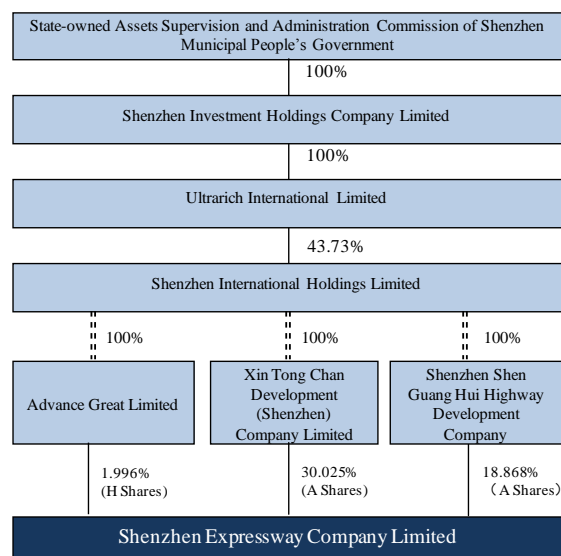 State-owned Assets Supervision and Administration Commission of Shenzhen
Municipal People's Government
100%
Shenzhen Investment Holdings Company Limited
100%
Ultrarich International Limited
43.73%
Shenzhen International Holdings Limited
100%
100%
100%
Advance Great Limited
Xin Tong Chan
Development
(Shenzhen)
Company Limited
Shenzhen Shen
Guang Hui Highway
Development
Company
1.996%
(H Shares)
30.025%
(A Shares)
18.868%
（A Shares）
Shenzhen Expressway Company Limited